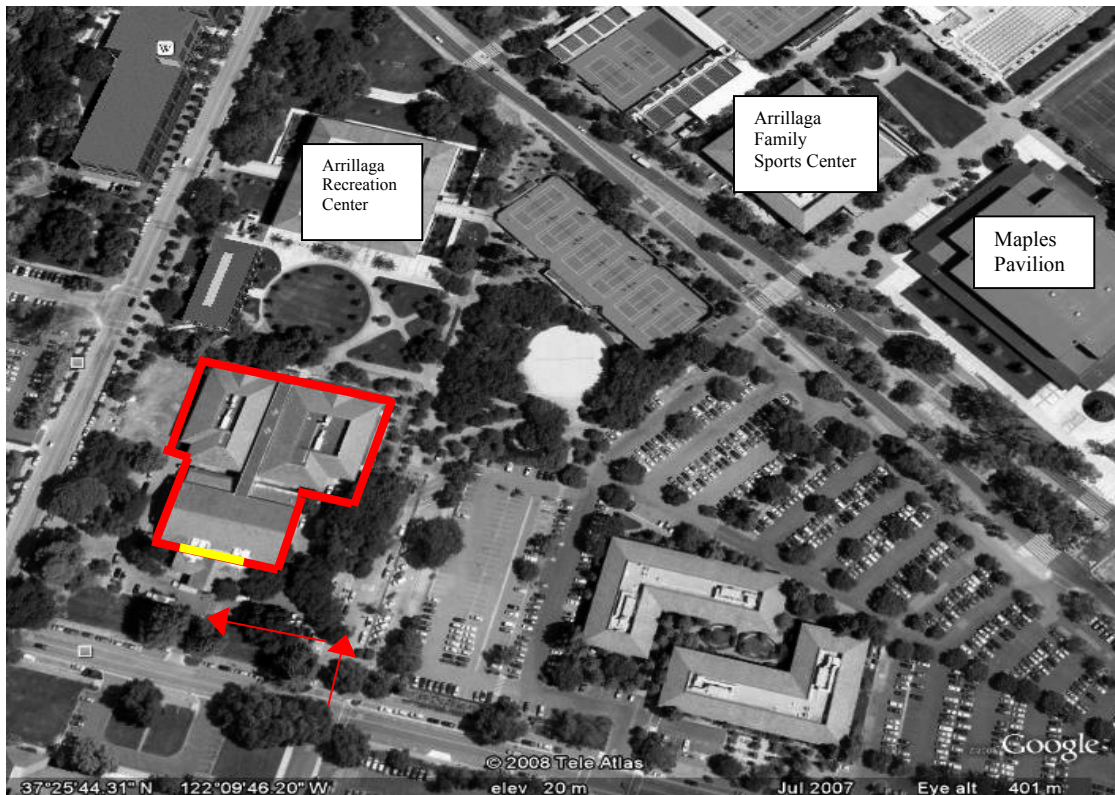 W
Arrillaga
Recreation
Center
Arrillaga
Family
Sports Center
Maples
Pavilion
Google
© 2008 Tele Atlas
37°25'44.31" N 122°09'46.20" W elev 20 m Jul 2007 Eye alt 401 m